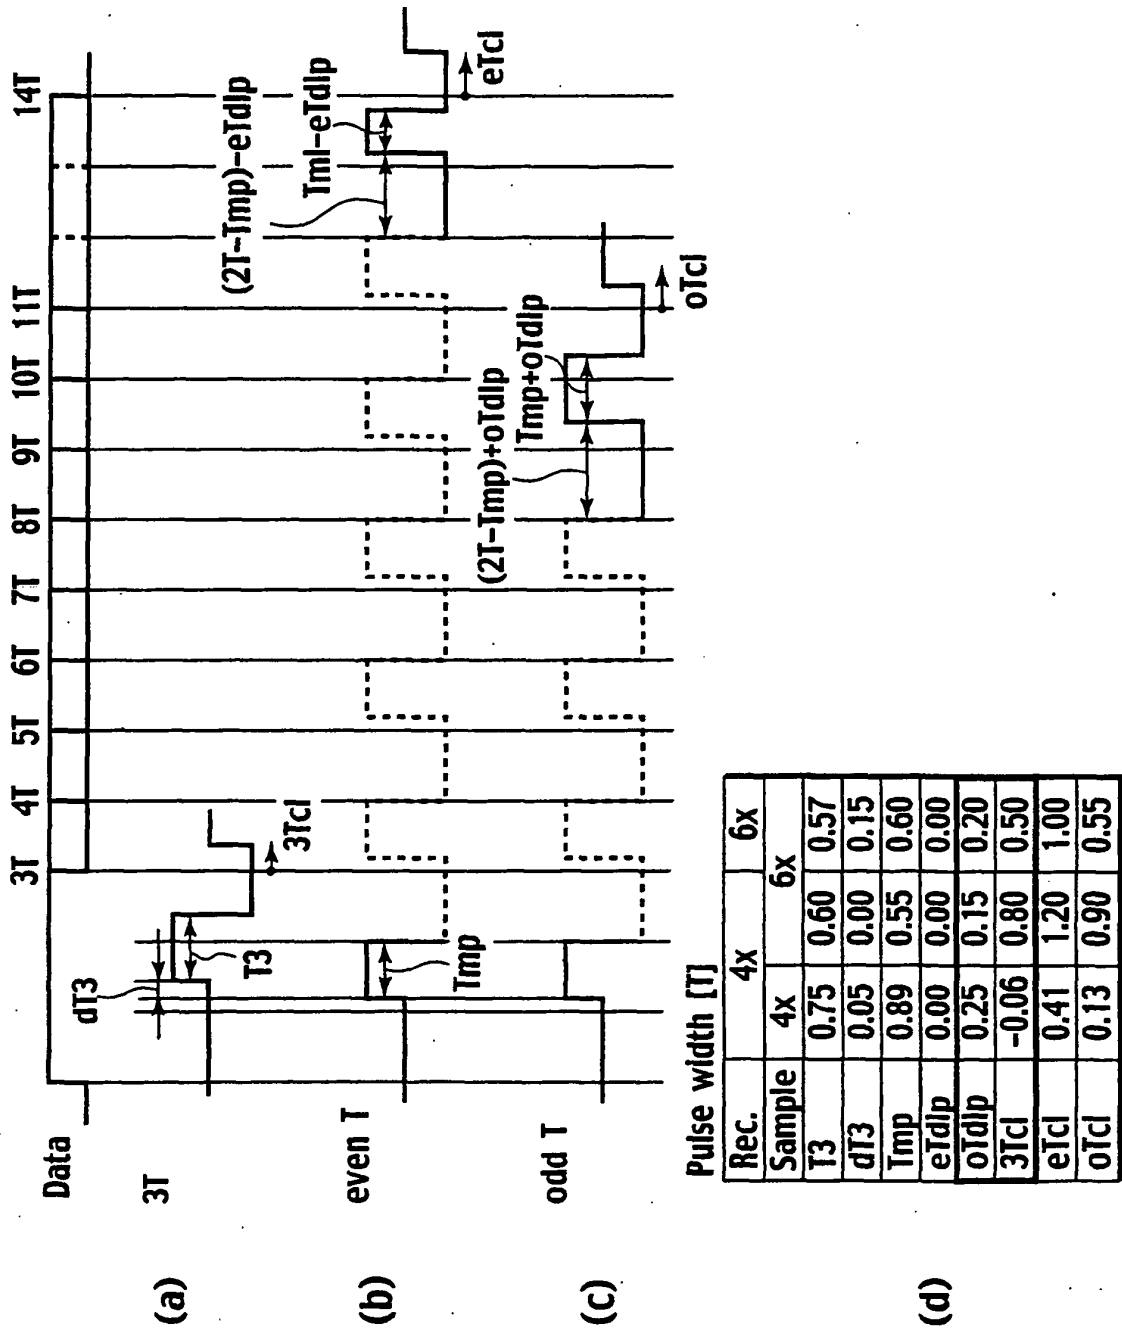 3T 4T 5T 6T 7T 8T 9T 10T 11T 14T
Data
(a)
3T
dT3
T3
3Tcl
(b)
even T
Tmp
(2T-Tmp)-eTdlp
Tml-eTdlp
eTcl
(c)
odd T
(2T-Tmp)+oTdlp
Tmp+oTdlp
oTcl
(d)
Pulse width [T]
Rec. 4x 6x
Sample 4x 6x
T3 0.75 0.60 0.57
dT3 0.05 0.00 0.15
Tmp 0.89 0.55 0.60
eTdlp 0.00 0.00 0.00
oTdlp 0.25 0.15 0.20
3Tcl -0.06 0.80 0.50
eTcl 0.41 1.20 1.00
oTcl 0.13 0.90 0.55